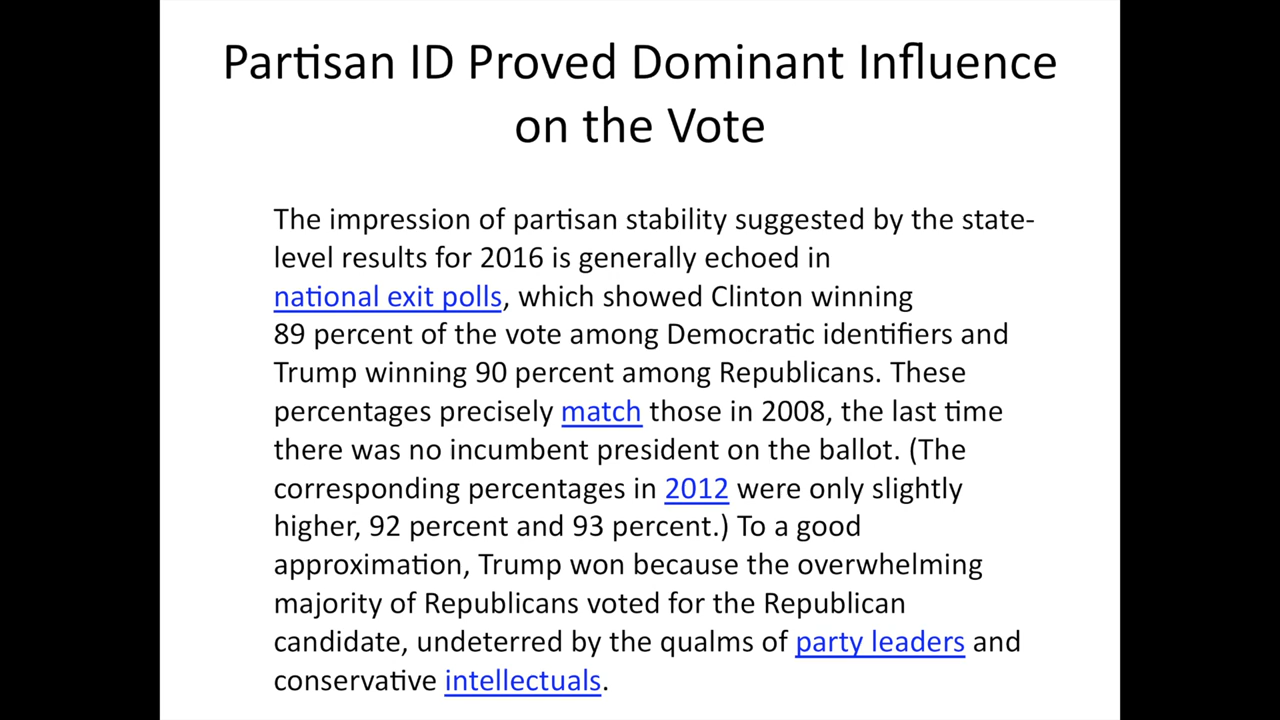 Partisan ID Proved Dominant Influence
on the Vote
The impression of partisan stability suggested by the state-
level results for 2016 is generally echoed in
national exit polls, which showed Clinton winning
89 percent of the vote among Democratic identifiers and
Trump winning 90 percent among Republicans. These
percentages precisely match those in 2008, the last time
there was no incumbent president on the ballot. (The
corresponding percentages in 2012 were only slightly
higher, 92 percent and 93 percent.) To a good
approximation, Trump won because the overwhelming
majority of Republicans voted for the Republican
candidate, undeterred by the qualms of party leaders and
conservative intellectuals.